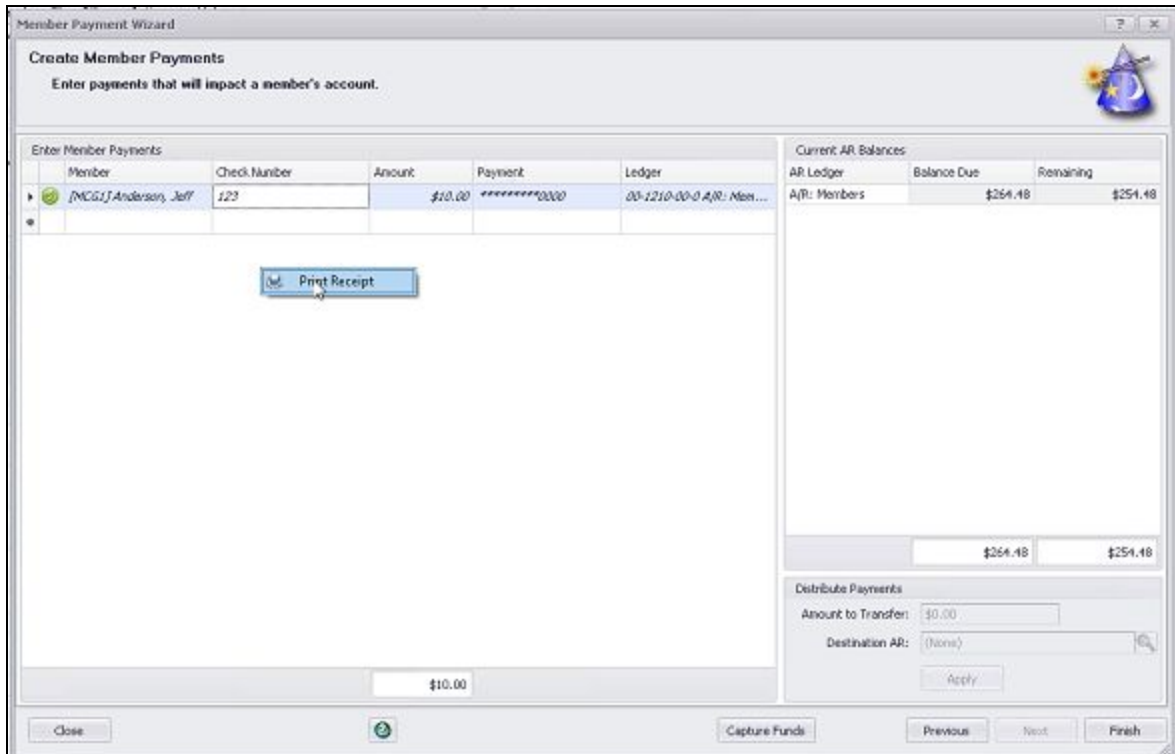 Member Payment Wizard
Create Member Payments
Enter payments that will impact a member's account.
Enter Member Payments
Member Check Number Amount Payment Ledger
[MCG1] Anderson, Jeff 123 $10.00 *********0000 00-1210-00-0 A/R: Mem...
Print Receipt
$10.00
Current AR Balances
AR Ledger Balance Due Remaining
A/R: Members $264.48 $254.48
$264.48 $254.48
Distribute Payments
Amount to Transfer: $0.00
Destination AR: (None)
Apply
Close Capture Funds Previous Next Finish